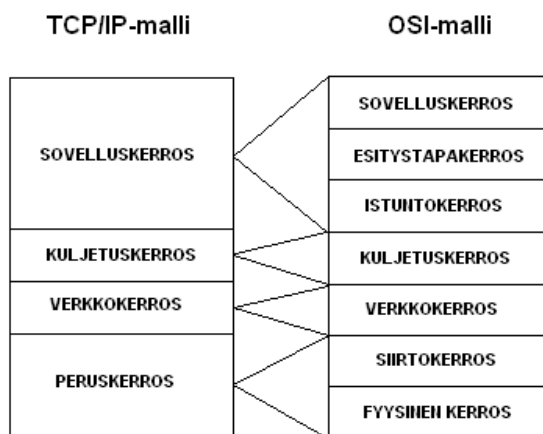 TCP/IP-malli
SOVELLUSKERROS
KULJETUSKERROS
VERKKOKERROS
PERUSKERROS
OSI-malli
SOVELLUSKERROS
ESITYSTAPAKERROS
ISTUNTOKERROS
KULJETUSKERROS
VERKKOKERROS
SIIRTOKERROS
FYYSINEN KERROS